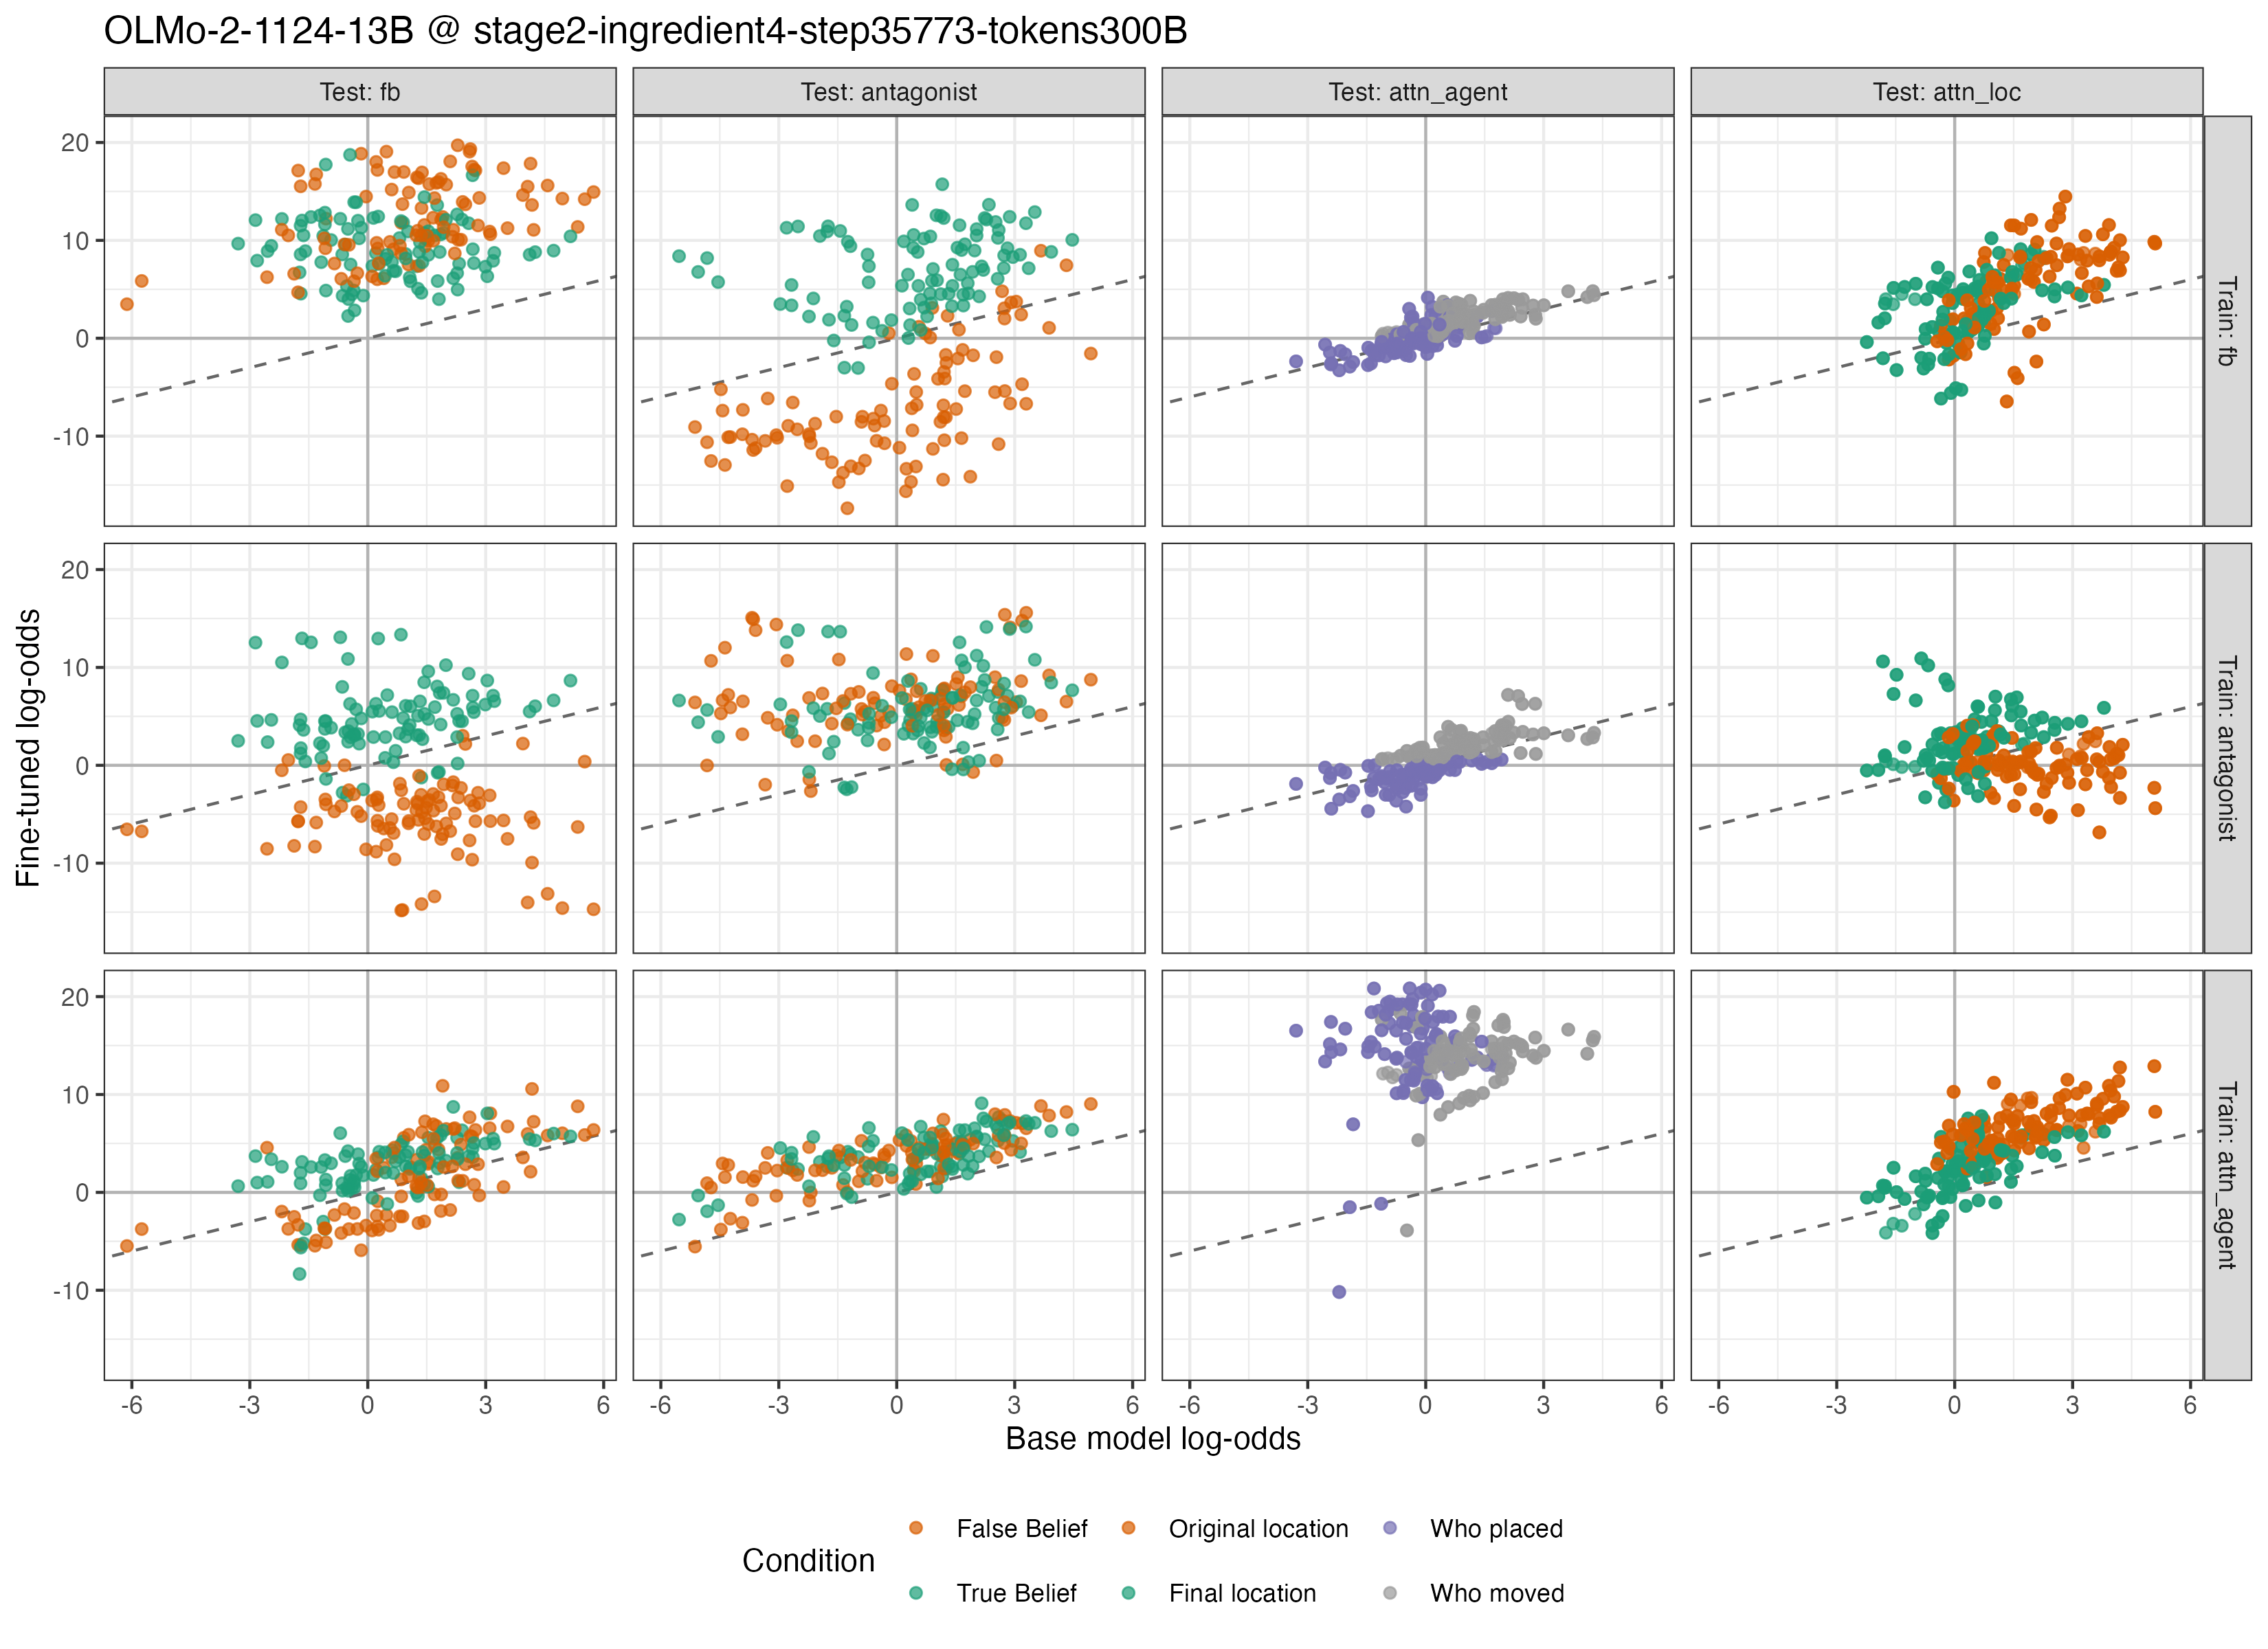 OLMo-2-1124-13B @ stage2-ingredient4-step35773-tokens300B
Test: fb
Test: antagonist
Test: attn_agent
Test: attn_loc
20
10
0
-10
Train: fb
20
10
0
-10
Train: antagonist
20
10
0
-10
Train: attn_agent
Fine-tuned log-odds
-6 -3 0 3 6
-6 -3 0 3 6
-6 -3 0 3 6
-6 -3 0 3 6
Base model log-odds
Condition
False Belief
Original location
Who placed
True Belief
Final location
Who moved